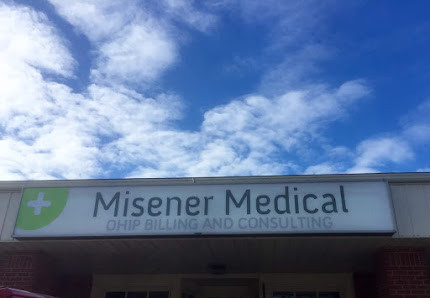 Misener Medical
OHIP BILLING AND CONSULTING